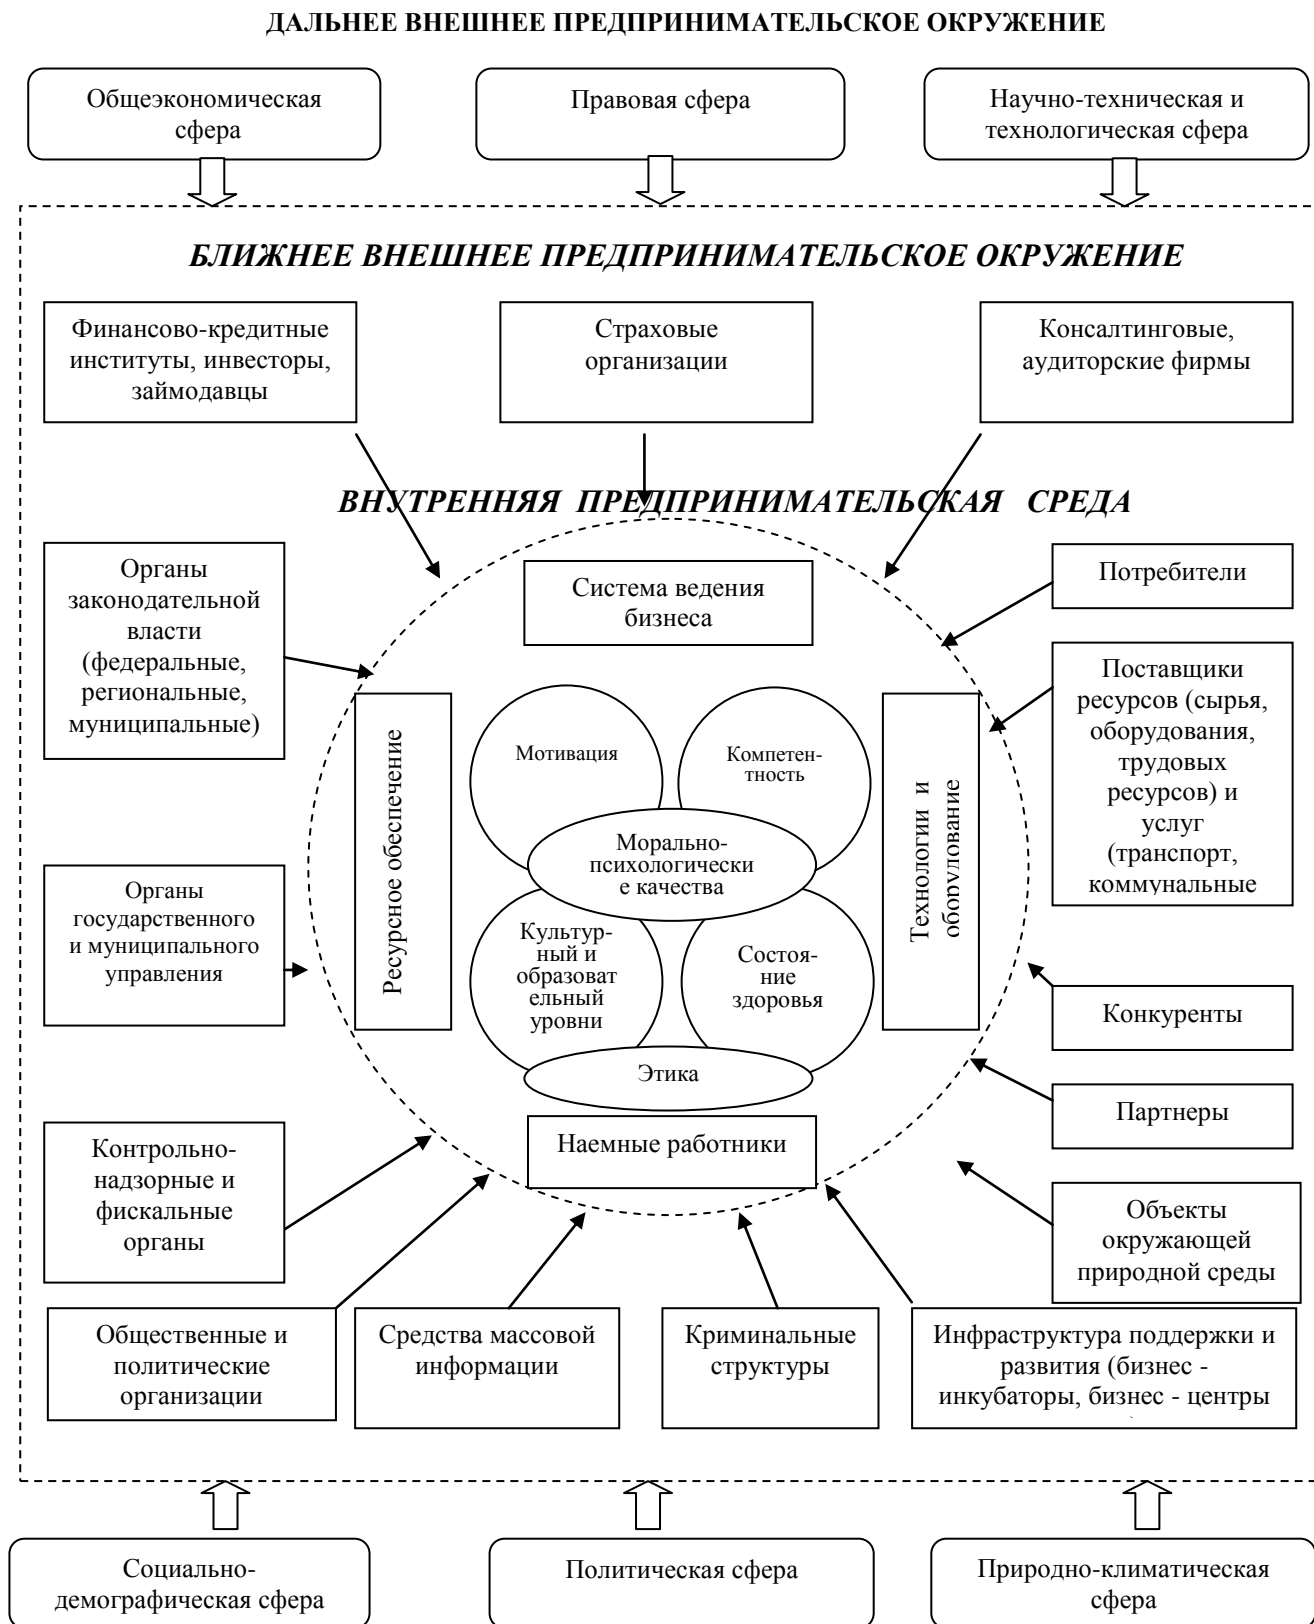 ДАЛЬНЕЕ ВНЕШНЕЕ ПРЕДПРИНИМАТЕЛЬСКОЕ ОКРУЖЕНИЕ
Общеэкономическая
сфера
Правовая сфера
Научно-техническая и
технологическая сфера
БЛИЖНЕЕ ВНЕШНЕЕ ПРЕДПРИНИМАТЕЛЬСКОЕ ОКРУЖЕНИЕ
Финансово-кредитные
институты, инвесторы,
займодавцы
Страховые
организации
Консалтинговые,
аудиторские фирмы
ВНУТРЕННЯЯ ПРЕДПРИНИМАТЕЛЬСКАЯ СРЕДА
Органы
законодательной
власти
(федеральные,
региональные,
муниципальные)
Система ведения
бизнеса
Потребители
Поставщики
ресурсов (сырья,
оборудования,
трудовых
ресурсов) и
услуг
(транспорт,
коммунальные
Ресурсное обеспечение
Мотивация
Компетен-
тность
Технологии и
оборудование
Морально-
психологически
е качества
Органы
государственного
и муниципального
управления
Культур-
ный и
образоват
ельный
уровни
Состоя-
ние
здоровья
Этика
Конкуренты
Партнеры
Наемные работники
Контрольно-
надзорные и
фискальные
органы
Объекты
окружающей
природной среды
Общественные и
политические
организации
Средства массовой
информации
Криминальные
структуры
Инфраструктура поддержки и
развития (бизнес -
инкубаторы, бизнес - центры
Социально-
демографическая сфера
Политическая сфера
Природно-климатическая
сфера